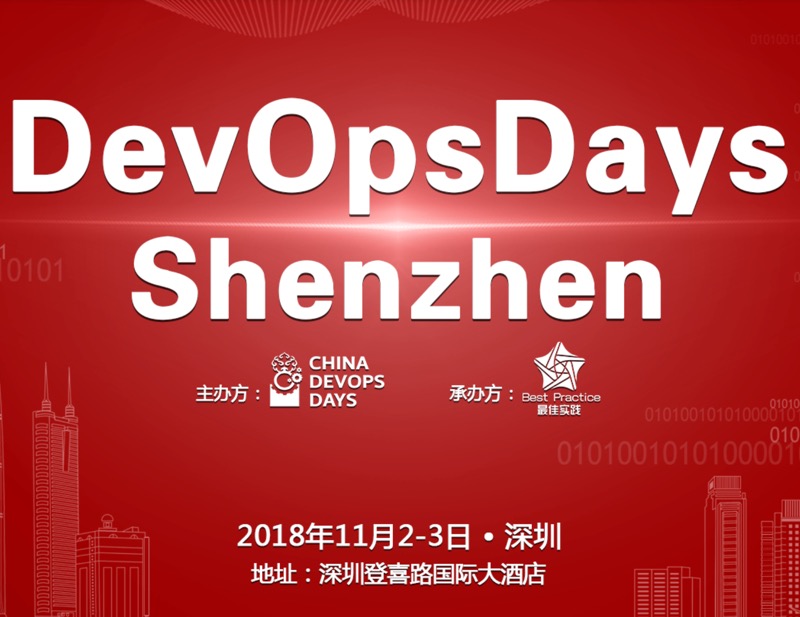 DevOpsDays
Shenzhen
主办方：
CHINA
DEVOPS
DAYS
承办方：
Best Practice
最佳实践
2018年11月2-3日 • 深圳
地址：深圳登喜路国际大酒店
10101